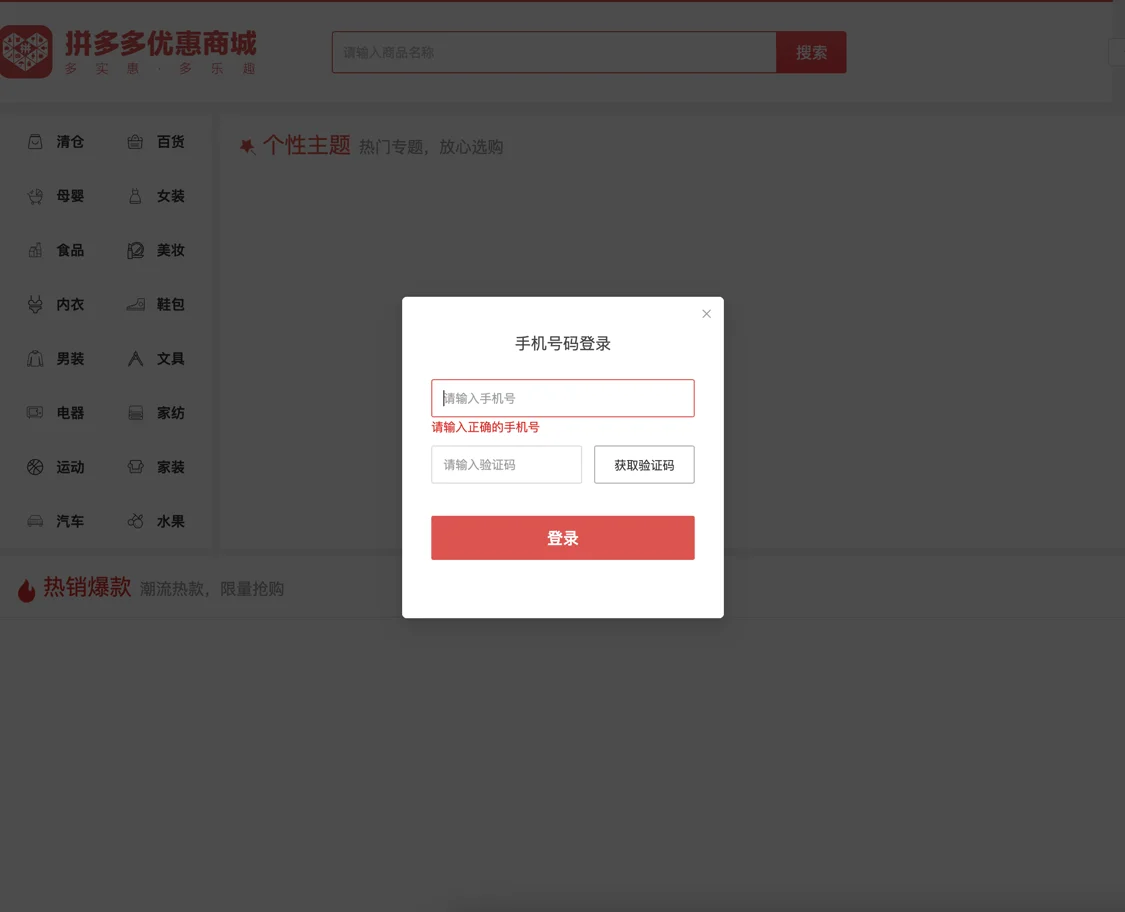 拼多多优惠商城
多实惠·多乐趣
请输入商品名称
搜索
清仓 百货
母婴 女装
食品 美妆
内衣 鞋包
男装 文具
电器 家纺
运动 家装
汽车 水果
个性主题 热门专题，放心选购
手机号码登录
请输入手机号
请输入正确的手机号
请输入验证码 获取验证码
登录
热销爆款 潮流热款，限量抢购